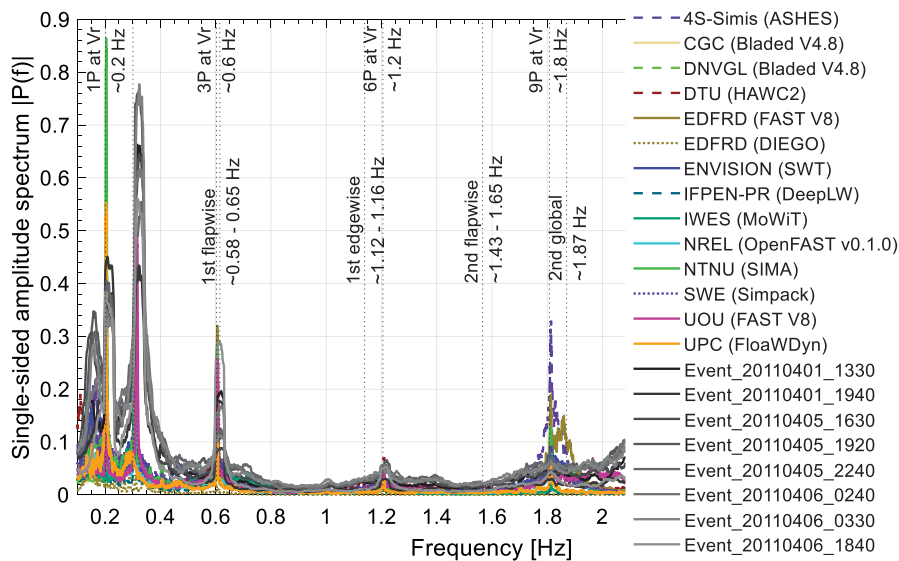 Single-sided amplitude spectrum |P(f)|
0.9
0.8
0.7
0.6
0.5
0.4
0.3
0.2
0.1
0
1P at Vr
~0.2 Hz
3P at Vr
~0.6 Hz
6P at Vr
~1.2 Hz
9P at Vr
~1.8 Hz
1st flapwise
~0.58 - 0.65 Hz
1st edgewise
~1.12 - 1.16 Hz
2nd flapwise
~1.43 - 1.65 Hz
2nd global
~1.87 Hz
0.2 0.4 0.6 0.8 1 1.2 1.4 1.6 1.8 2
Frequency [Hz]
4S-Simis (ASHES)
CGC (Bladed V4.8)
DNVGL (Bladed V4.8)
DTU (HAWC2)
EDFRD (FAST V8)
EDFRD (DIEGO)
ENVISION (SWT)
IFPEN-PR (DeepLW)
IWES (MoWiT)
NREL (OpenFAST v0.1.0)
NTNU (SIMA)
SWE (Simpack)
UOU (FAST V8)
UPC (FloaWDyn)
Event_20110401_1330
Event_20110401_1940
Event_20110405_1630
Event_20110405_1920
Event_20110405_2240
Event_20110406_0240
Event_20110406_0330
Event_20110406_1840